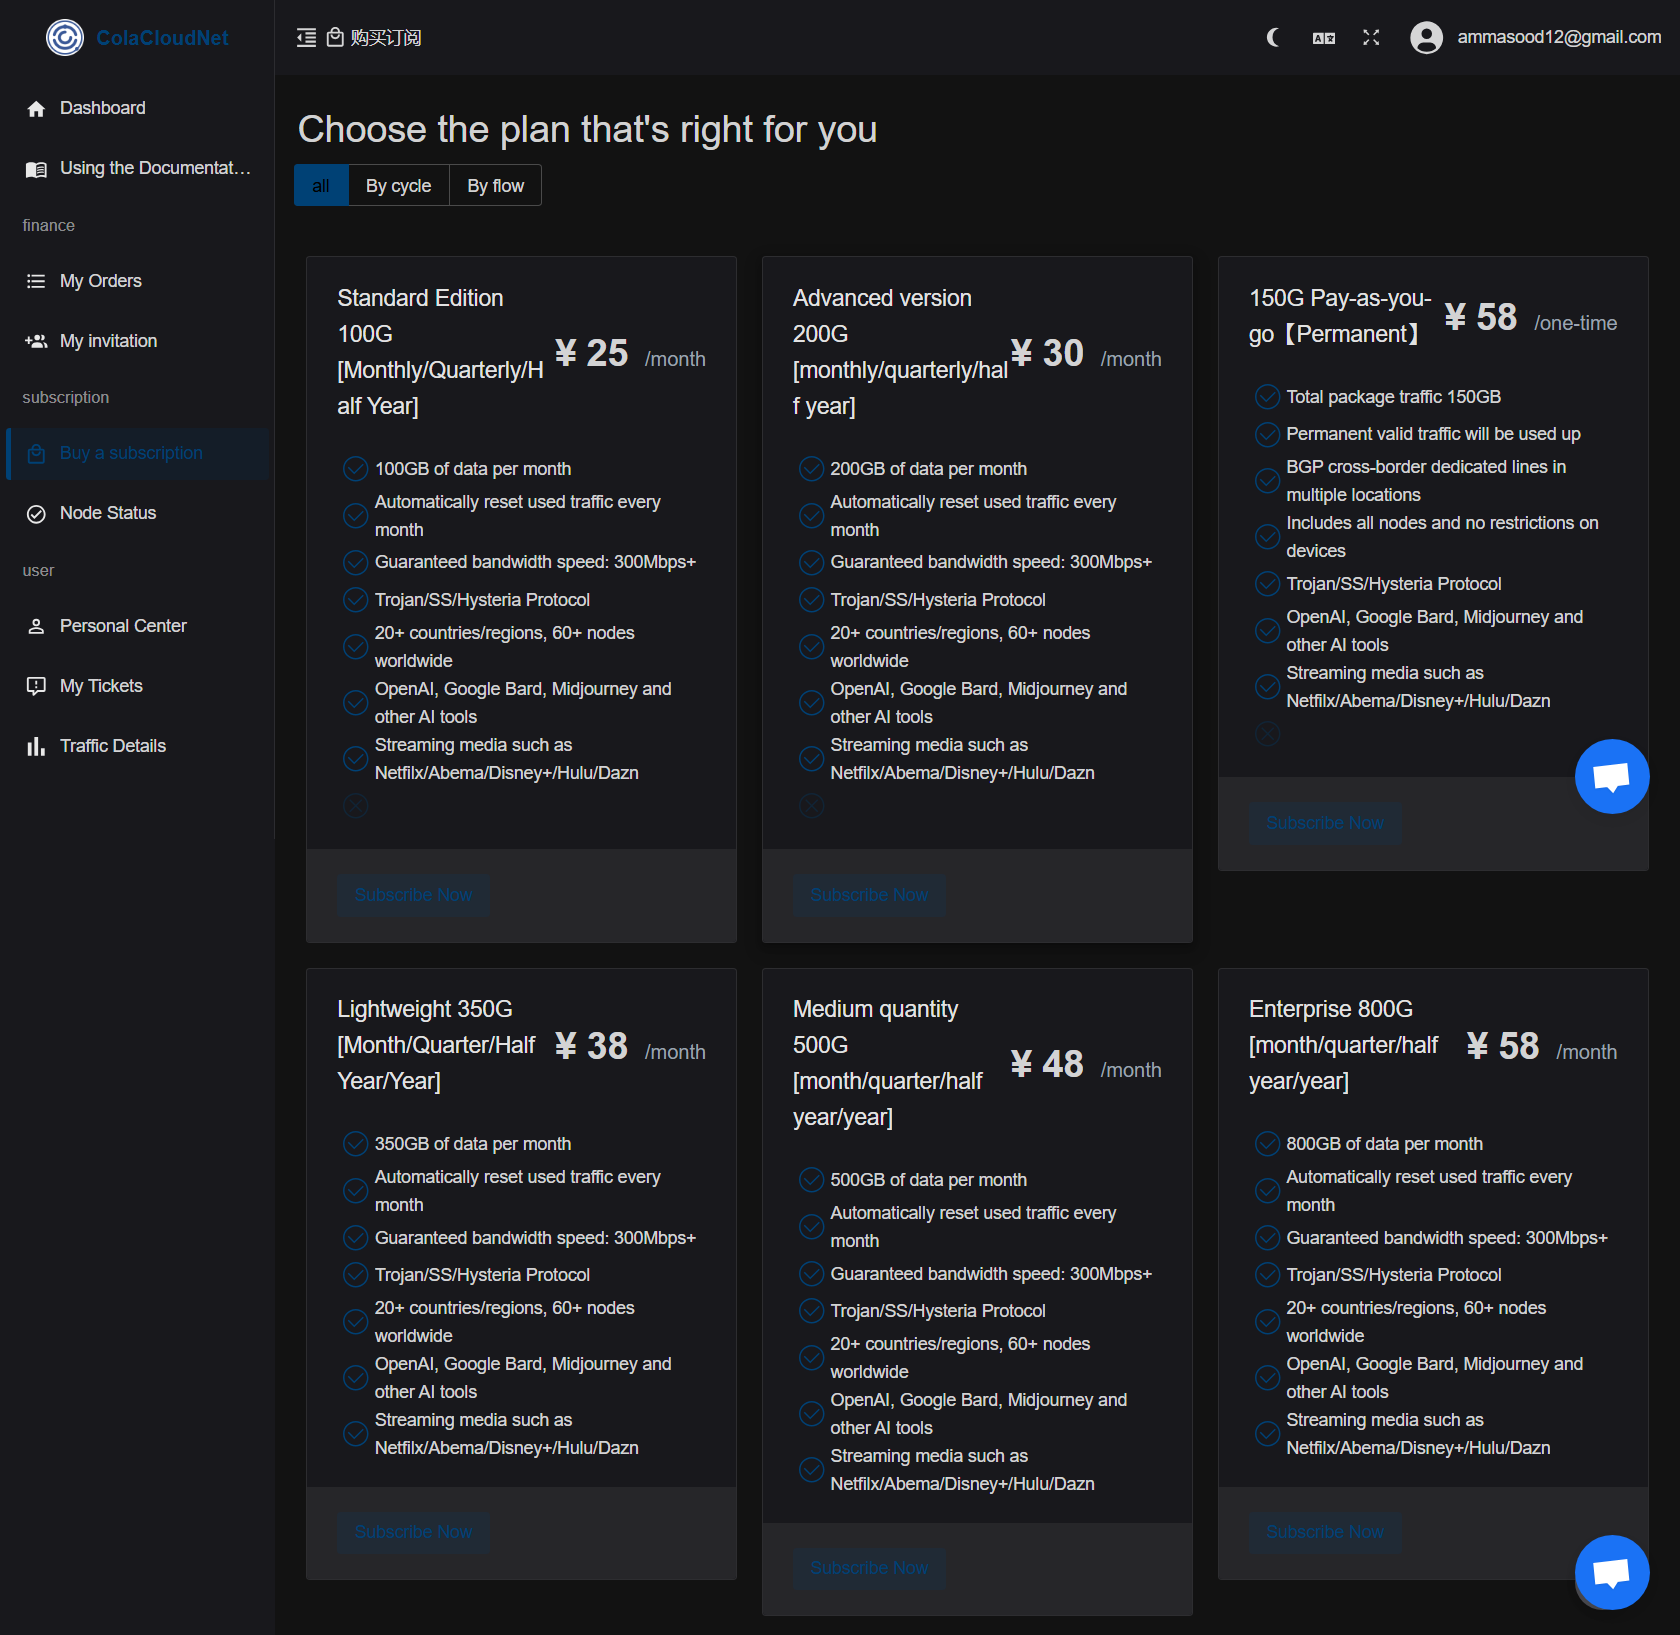 ColaCloudNet
购买订阅
ammasood12@gmail.com
Dashboard
Using the Documentat…
finance
My Orders
My invitation
subscription
Buy a subscription
Node Status
user
Personal Center
My Tickets
Traffic Details
Choose the plan that's right for you
all
By cycle
By flow
Standard Edition
100G
[Monthly/Quarterly/H
alf Year]
¥ 25 /month
100GB of data per month
Automatically reset used traffic every
month
Guaranteed bandwidth speed: 300Mbps+
Trojan/SS/Hysteria Protocol
20+ countries/regions, 60+ nodes
worldwide
OpenAI, Google Bard, Midjourney and
other AI tools
Streaming media such as
Netfilx/Abema/Disney+/Hulu/Dazn
Subscribe Now
Advanced version
200G
[monthly/quarterly/hal
f year]
¥ 30 /month
200GB of data per month
Automatically reset used traffic every
month
Guaranteed bandwidth speed: 300Mbps+
Trojan/SS/Hysteria Protocol
20+ countries/regions, 60+ nodes
worldwide
OpenAI, Google Bard, Midjourney and
other AI tools
Streaming media such as
Netfilx/Abema/Disney+/Hulu/Dazn
Subscribe Now
150G Pay-as-you-
go【Permanent】
¥ 58 /one-time
Total package traffic 150GB
Permanent valid traffic will be used up
BGP cross-border dedicated lines in
multiple locations
Includes all nodes and no restrictions on
devices
Trojan/SS/Hysteria Protocol
OpenAI, Google Bard, Midjourney and
other AI tools
Streaming media such as
Netfilx/Abema/Disney+/Hulu/Dazn
Subscribe Now
Lightweight 350G
[Month/Quarter/Half
Year/Year]
¥ 38 /month
350GB of data per month
Automatically reset used traffic every
month
Guaranteed bandwidth speed: 300Mbps+
Trojan/SS/Hysteria Protocol
20+ countries/regions, 60+ nodes
worldwide
OpenAI, Google Bard, Midjourney and
other AI tools
Streaming media such as
Netfilx/Abema/Disney+/Hulu/Dazn
Subscribe Now
Medium quantity
500G
[month/quarter/half
year/year]
¥ 48 /month
500GB of data per month
Automatically reset used traffic every
month
Guaranteed bandwidth speed: 300Mbps+
Trojan/SS/Hysteria Protocol
20+ countries/regions, 60+ nodes
worldwide
OpenAI, Google Bard, Midjourney and
other AI tools
Streaming media such as
Netfilx/Abema/Disney+/Hulu/Dazn
Subscribe Now
Enterprise 800G
[month/quarter/half
year/year]
¥ 58 /month
800GB of data per month
Automatically reset used traffic every
month
Guaranteed bandwidth speed: 300Mbps+
Trojan/SS/Hysteria Protocol
20+ countries/regions, 60+ nodes
worldwide
OpenAI, Google Bard, Midjourney and
other AI tools
Streaming media such as
Netfilx/Abema/Disney+/Hulu/Dazn
Subscribe Now